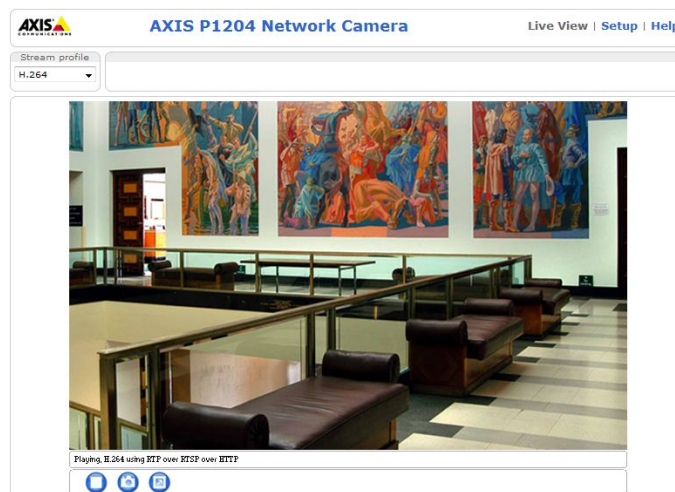 AXIS
COMMUNICATIONS
AXIS P1204 Network Camera
Live View | Setup | Help
Stream profile
H.264
Playing, H.264 using RTP over RTSP over HTTP